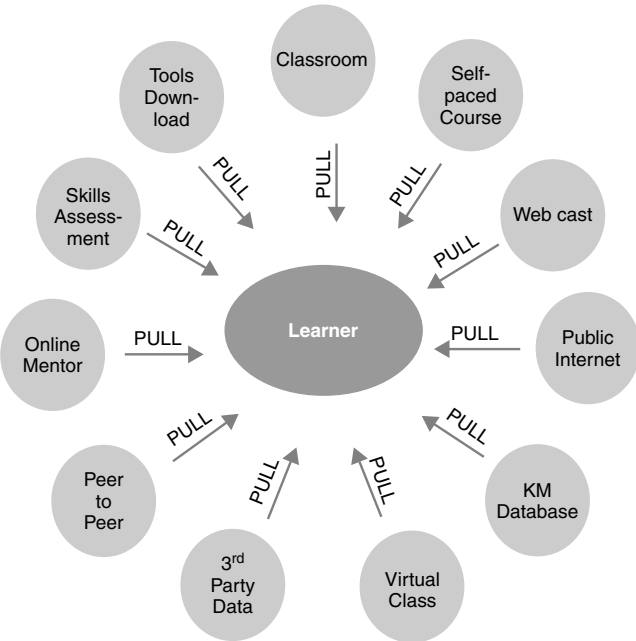 Classroom
PULL
Self-
paced
Course
PULL
Web cast
PULL
Public
Internet
PULL
KM
Database
PULL
Virtual
Class
PULL
3rd
Party
Data
PULL
Peer
to
Peer
PULL
Online
Mentor
PULL
Skills
Assess-
ment
PULL
Tools
Down-
load
PULL
Learner